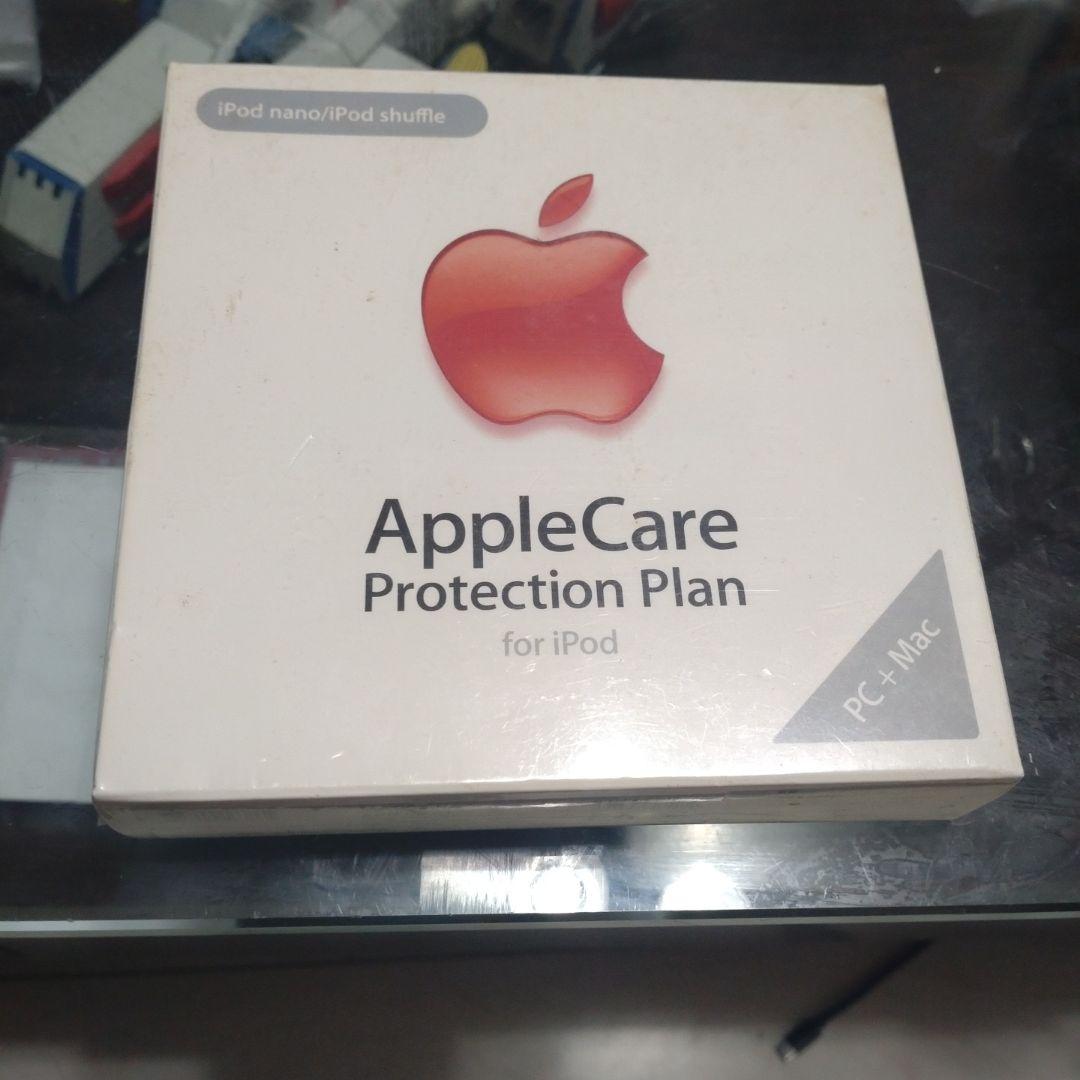 iPod nano/iPod shuffle
AppleCare
Protection Plan
for iPod
PC + Mac